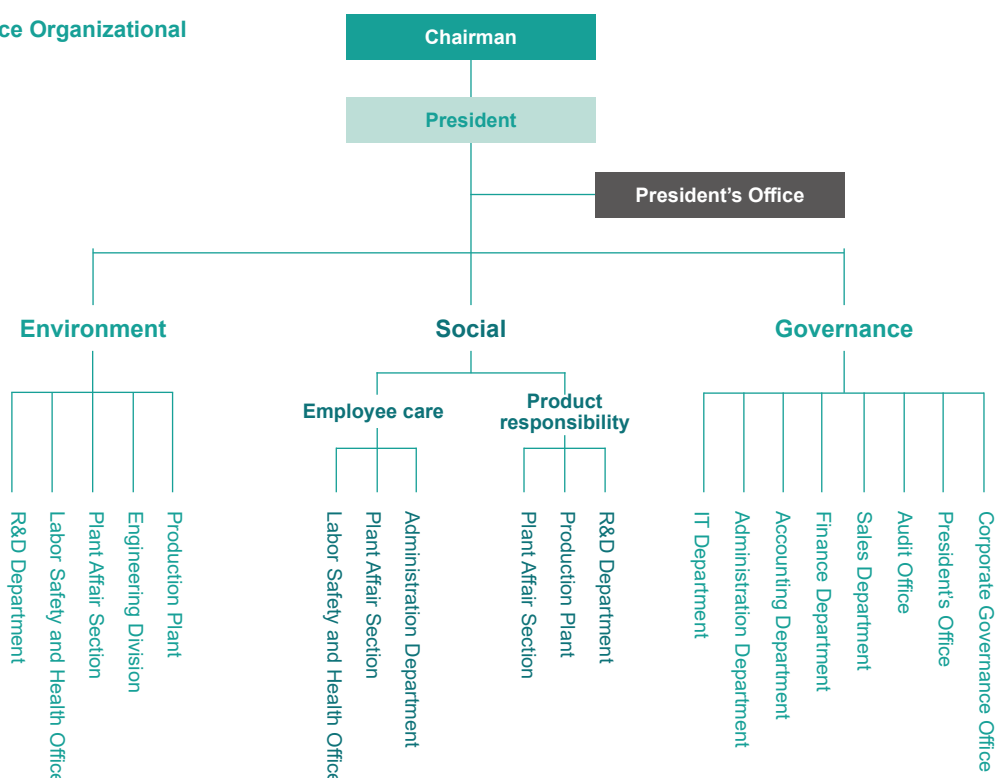 ce Organizational
Chairman
President
President's Office
Environment
Social
Governance
Employee care
Product
responsibility
R&D Department
Labor Safety and Health Office
Plant Affair Section
Engineering Division
Production Plant
Labor Safety and Health Office
Plant Affair Section
Administration Department
Plant Affair Section
Production Plant
R&D Department
IT Department
Administration Department
Accounting Department
Finance Department
Sales Department
Audit Office
President's Office
Corporate Governance Office